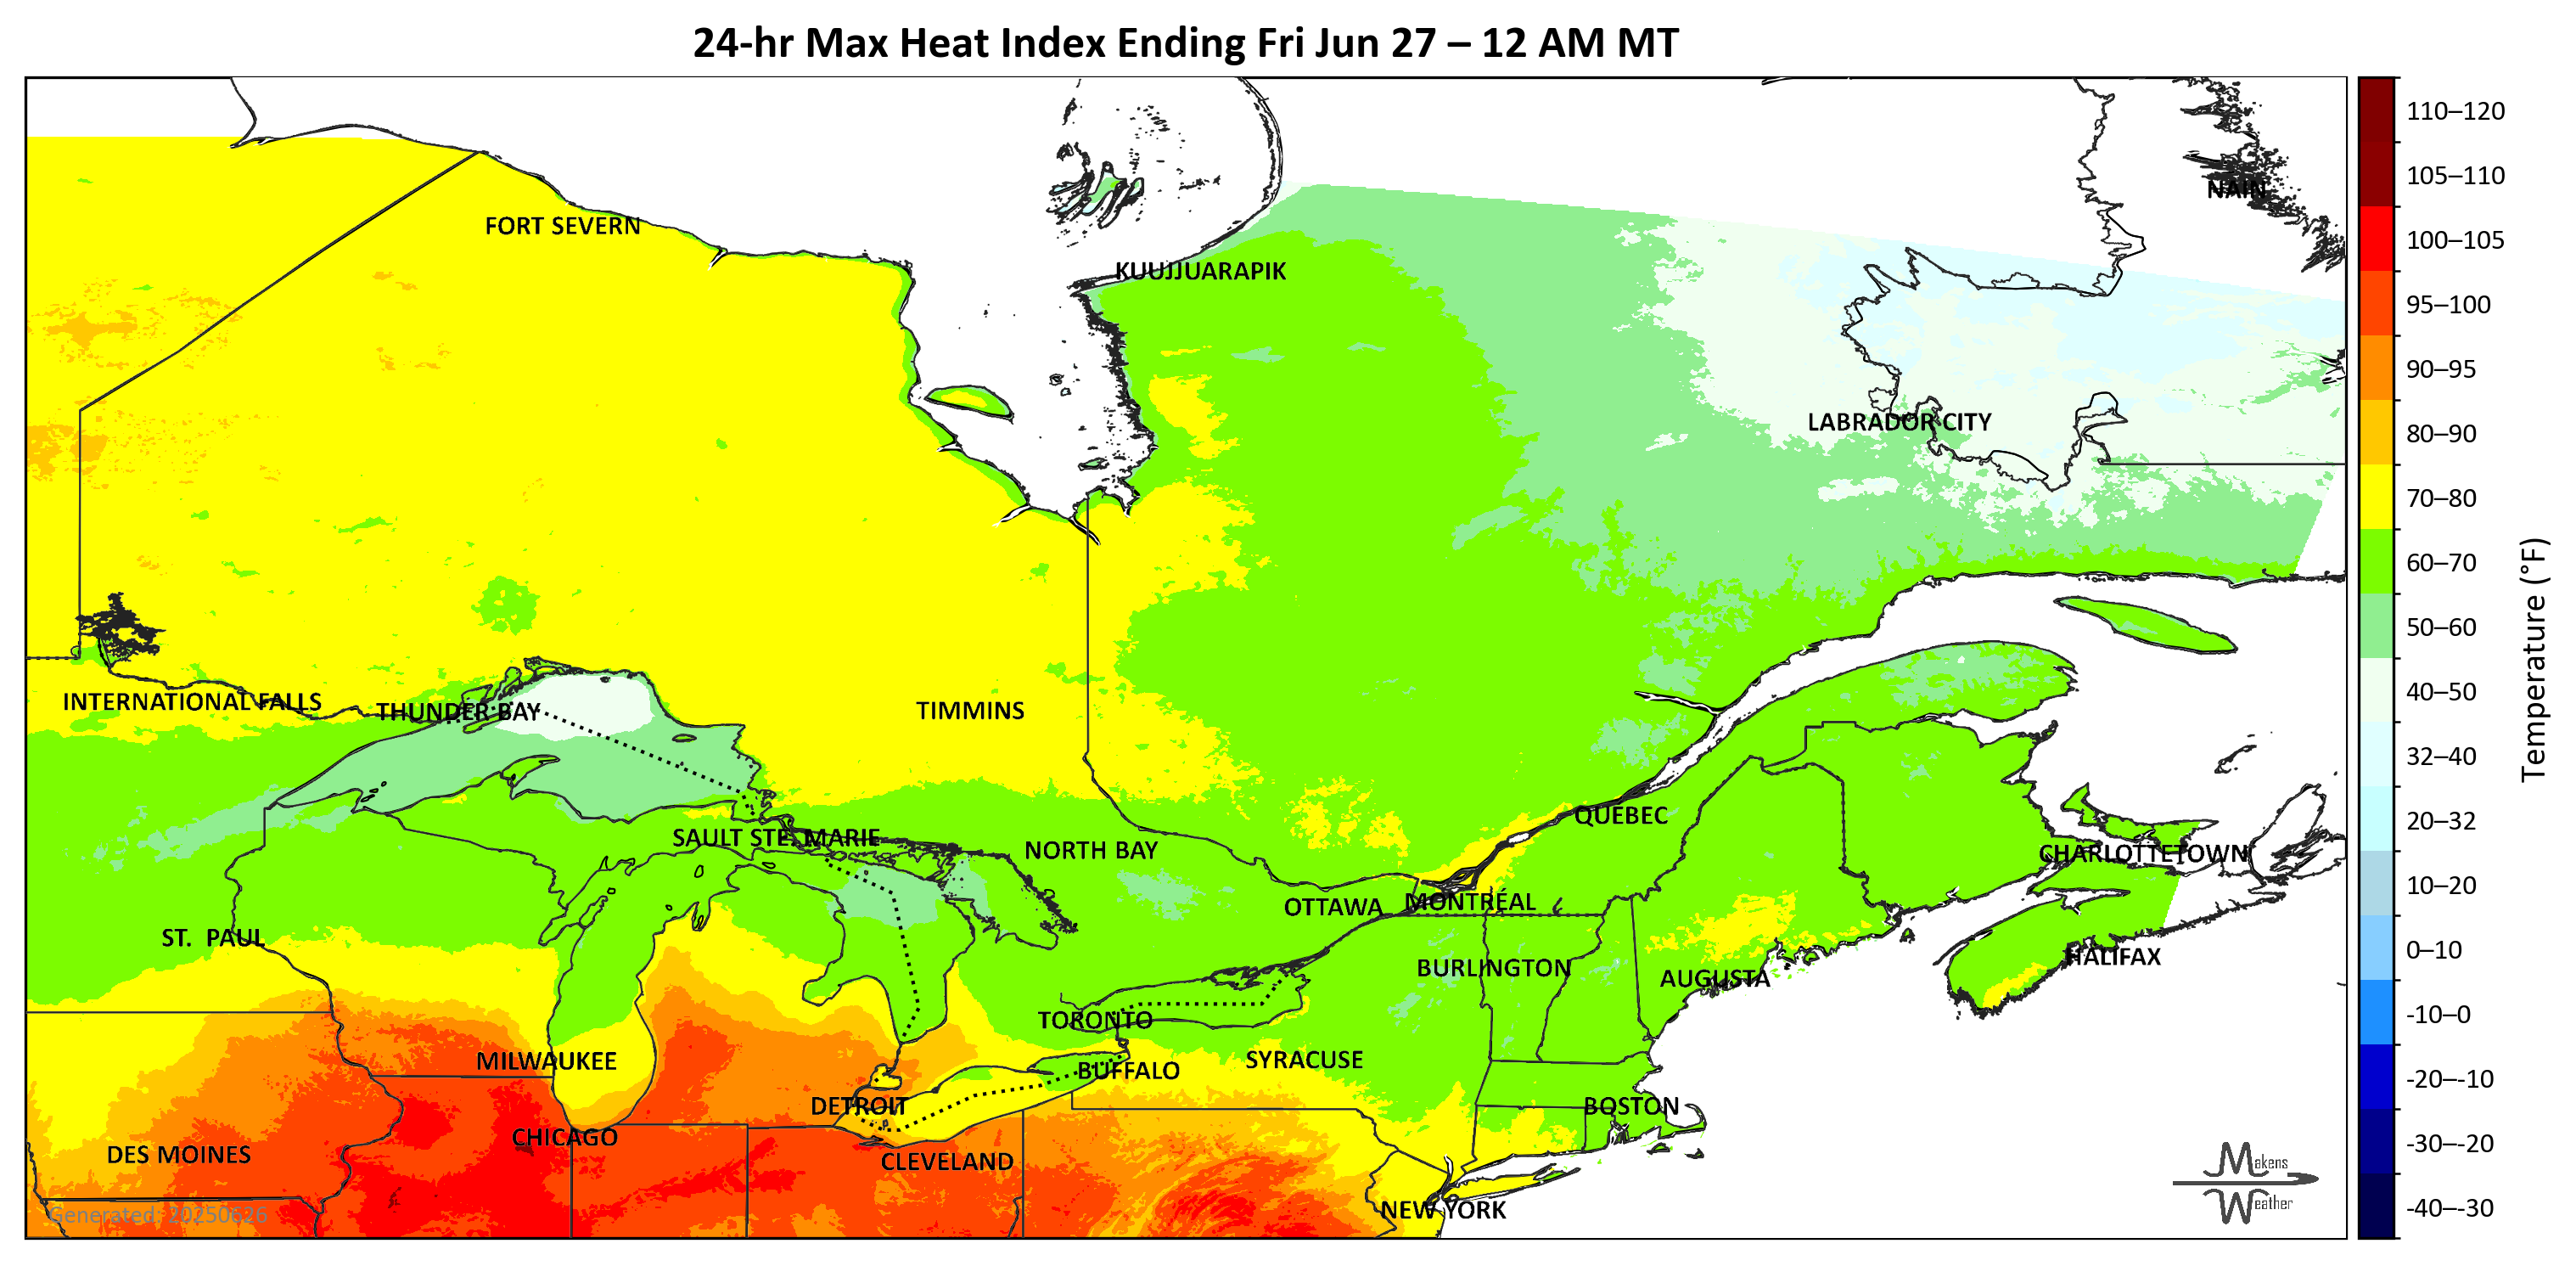 24-hr Max Heat Index Ending Fri Jun 27 – 12 AM MT
110–120
105–110
NAIN
FORT SEVERN
100–105
KUUJJUARAPIK
95–100
90–95
LABRADOR CITY
80–90
70–80
60–70
50–60
Temperature (°F)
40–50
INTERNATIONAL FALLS
THUNDER BAY
TIMMINS
32–40
QUEBEC
20–32
SAULT STE. MARIE
NORTH BAY
CHARLOTTETOWN
10–20
OTTAWA
MONTRÉAL
ST. PAUL
0–10
HALIFAX
BURLINGTON
AUGUSTA
-10–0
TORONTO
MILWAUKEE
SYRACUSE
BUFFALO
-20–-10
DETROIT
BOSTON
CHICAGO
-30–-20
DES MOINES
CLEVELAND
Makens
Weather
-40–-30
NEW YORK
Generated: 20250626